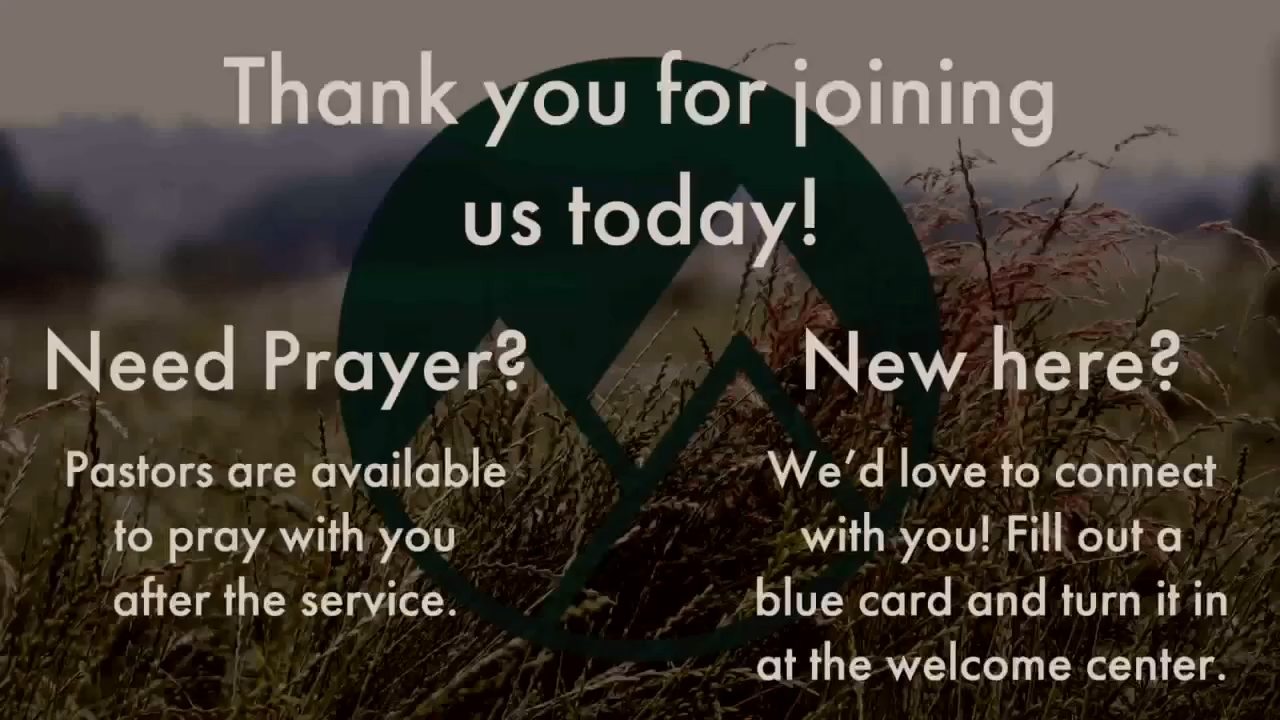 Thank you for joining
us today!
Need Prayer?
Pastors are available
to pray with you
after the service.
New here?
We’d love to connect
with you! Fill out a
blue card and turn it in
at the welcome center.